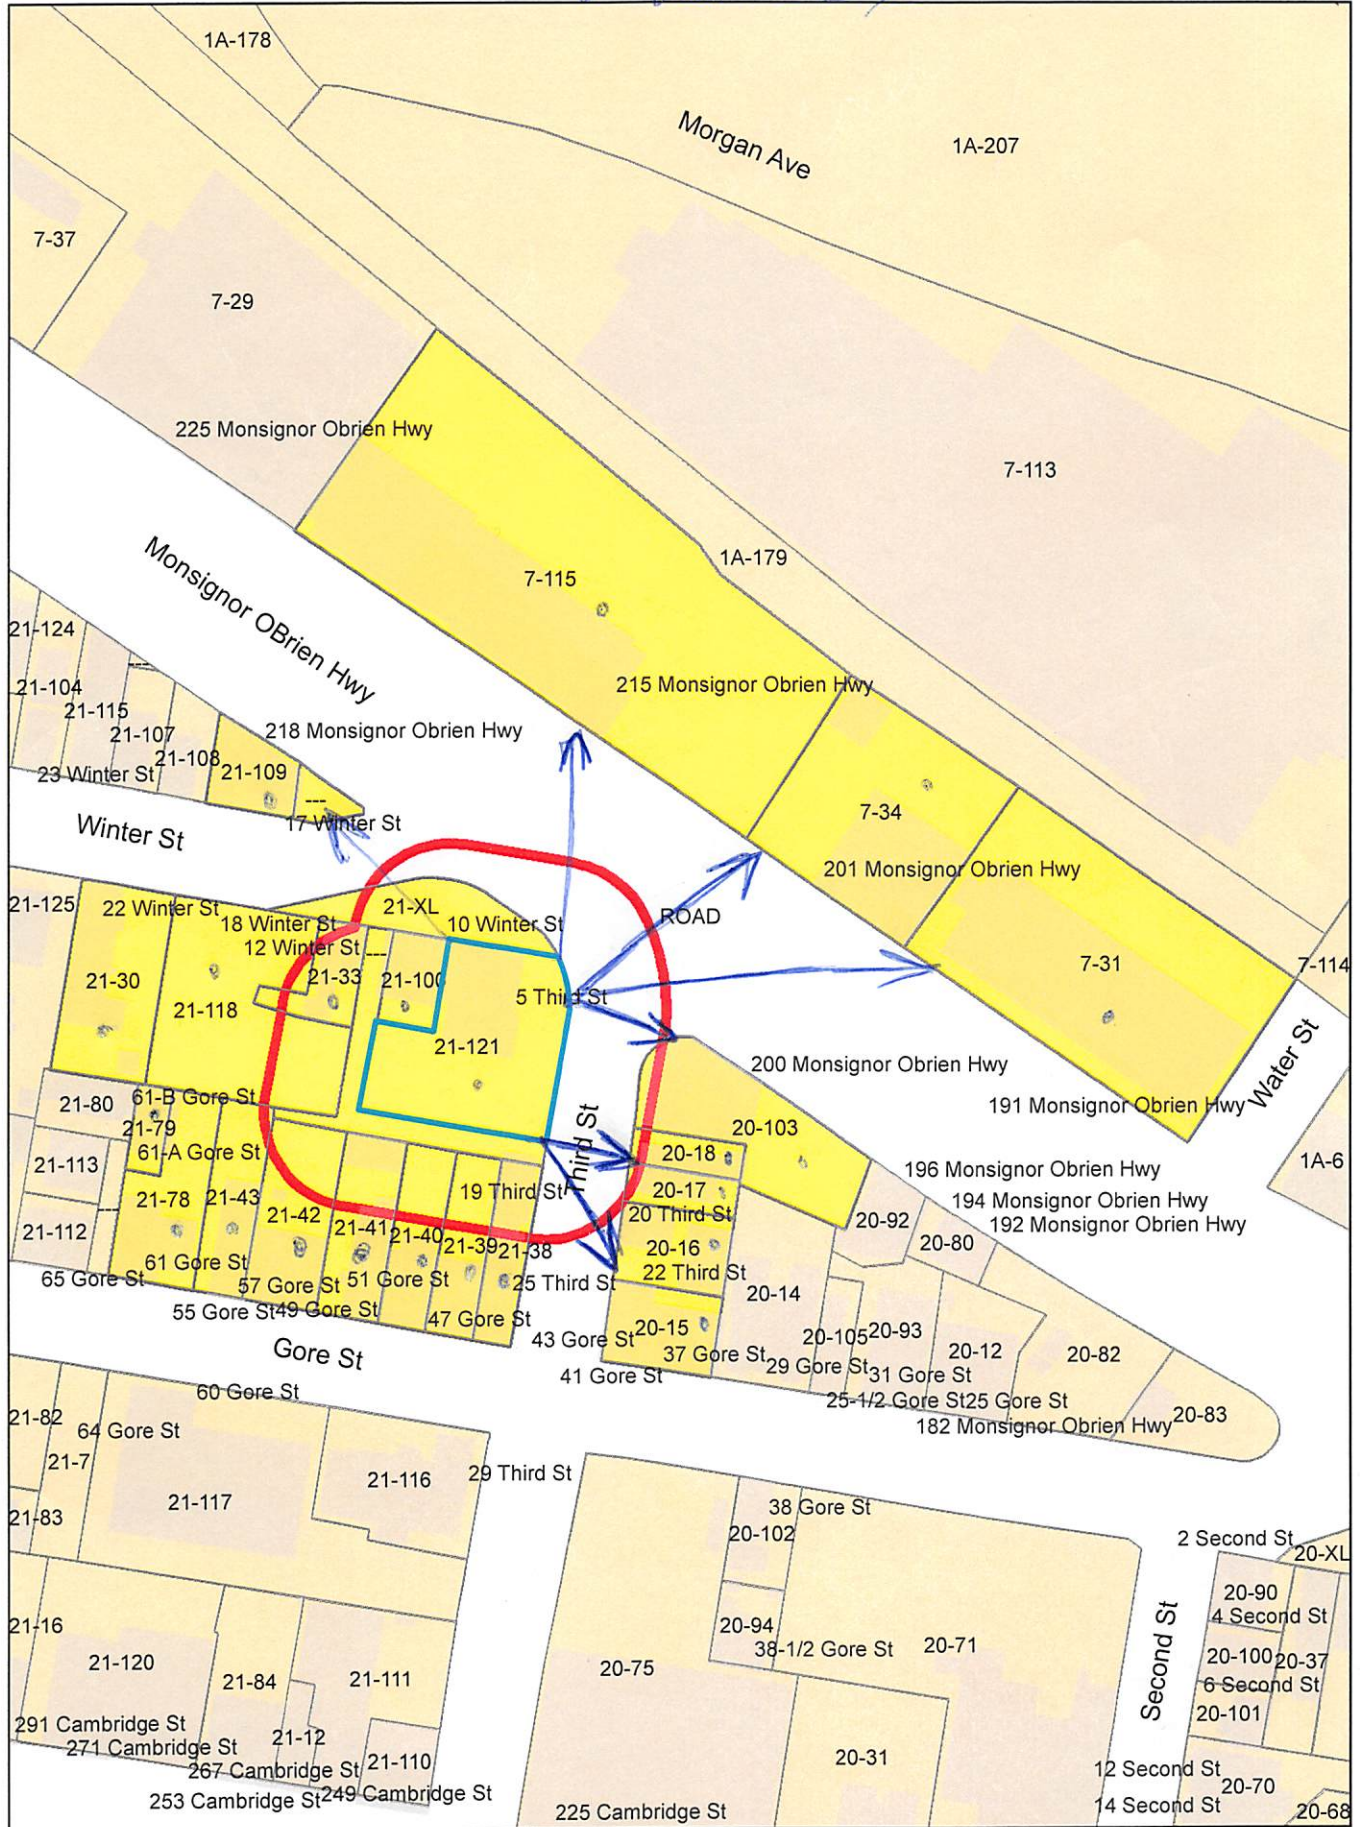 1A-178
Morgan Ave
1A-207
7-37
7-29
225 Monsignor Obrien Hwy
7-113
1A-179
7-115
Monsignor OBrien Hwy
215 Monsignor Obrien Hwy
21-124
21-104
21-115
21-107
21-108
---
218 Monsignor Obrien Hwy
23 Winter St
21-109
---
17 Winter St
Winter St
7-34
201 Monsignor Obrien Hwy
21-125
22 Winter St
18 Winter St
12 Winter St
21-XL
10 Winter St
ROAD
---
21-30
21-118
21-33
21-100
5 Third St
7-31
7-114
21-121
200 Monsignor Obrien Hwy
Water St
191 Monsignor Obrien Hwy
21-80
61-B Gore St
21-79
61-A Gore St
Third St
20-103
20-18
196 Monsignor Obrien Hwy
1A-6
21-113
21-78
21-43
19 Third St
20-17
194 Monsignor Obrien Hwy
20 Third St
192 Monsignor Obrien Hwy
---
21-112
21-42
21-41
21-40
21-39
21-38
20-16
20-92
20-80
65 Gore St
61 Gore St
57 Gore St
51 Gore St
25 Third St
22 Third St
20-14
55 Gore St
49 Gore St
47 Gore St
43 Gore St
20-15
37 Gore St
20-105
20-93
20-12
20-82
Gore St
41 Gore St
29 Gore St
31 Gore St
25-1/2 Gore St
25 Gore St
60 Gore St
182 Monsignor Obrien Hwy
20-83
21-82
64 Gore St
21-7
21-117
21-116
29 Third St
21-83
38 Gore St
20-102
2 Second St
20-XL
20-90
4 Second St
21-16
20-94
38-1/2 Gore St
20-71
Second St
20-100
20-37
6 Second St
20-101
21-120
21-84
21-111
20-75
291 Cambridge St
271 Cambridge St
21-12
21-110
267 Cambridge St
249 Cambridge St
253 Cambridge St
225 Cambridge St
20-31
12 Second St
20-70
14 Second St
20-68